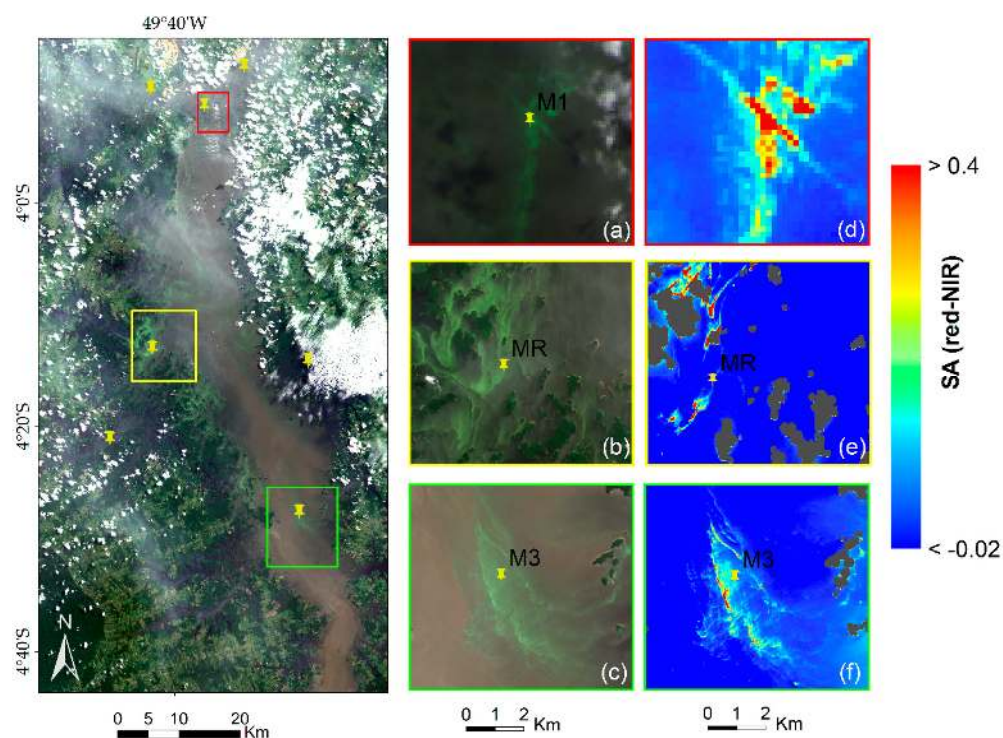 49°40'W
4°0'S
4°20'S
4°40'S
N
0 5 10 20
Km
M1
(a)
(d)
MR
(b)
MR
(e)
M3
(c)
M3
(f)
0 1 2
Km
0 1 2
Km
> 0.4
SA (red-NIR)
< -0.02